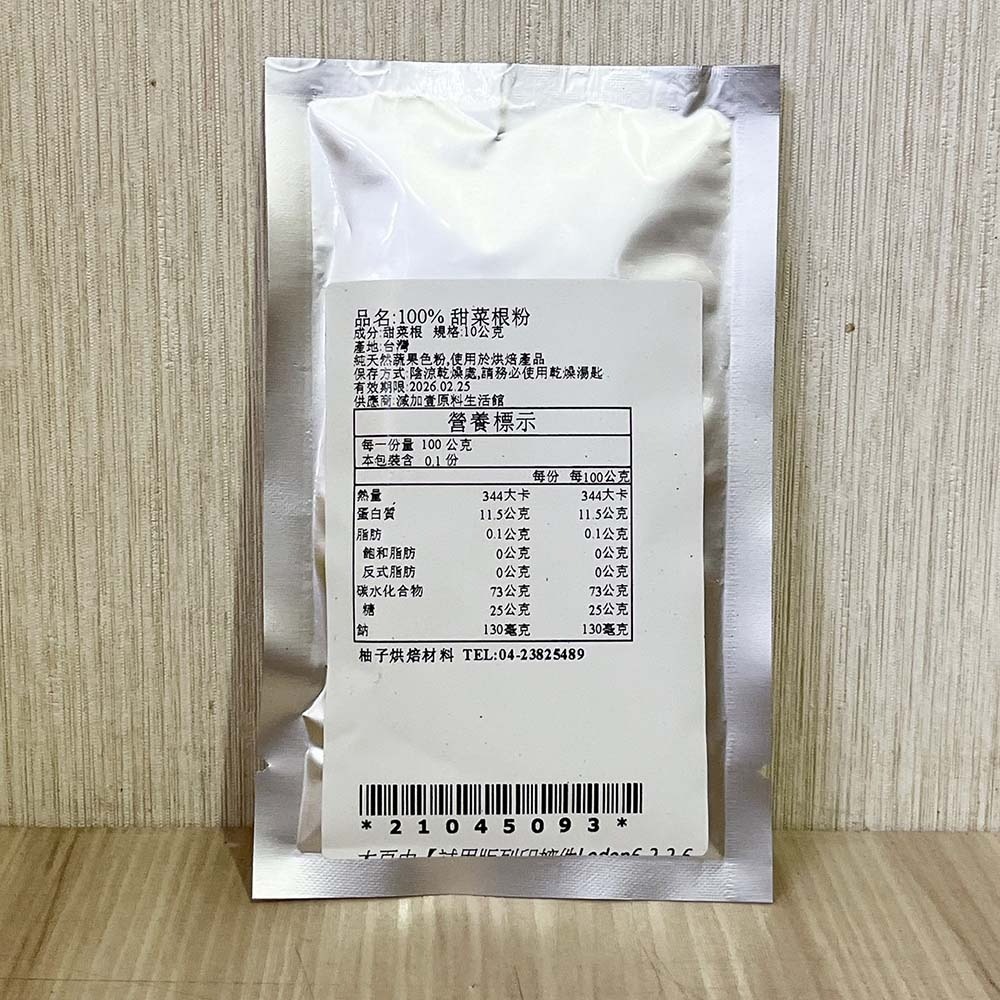 品名:100% 甜菜根粉
成分:甜菜根 規格:10公克
產地:台灣
純天然蔬果色粉,使用於烘焙產品
保存方式:陰涼乾燥處,請務必使用乾燥湯匙
有效期限:2026.02.25
供應商:減加壹原料生活館
營養標示
每一份量 100 公克
本包裝含 0.1 份
每份 每100公克
熱量 344大卡 344大卡
蛋白質 11.5公克 11.5公克
脂肪 0.1公克 0.1公克
飽和脂肪 0公克 0公克
反式脂肪 0公克 0公克
碳水化合物 73公克 73公克
糖 25公克 25公克
鈉 130毫克 130毫克
柚子烘焙材料 TEL:04-23825489
*21045093*